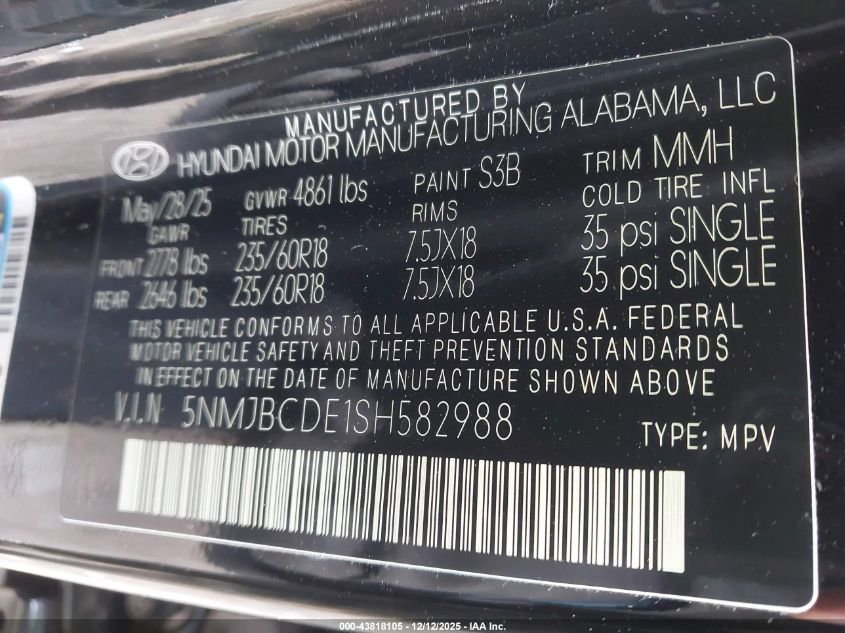 MANUFACTURED BY
HYUNDAI MOTOR MANUFACTURING ALABAMA, LLC
May/28/25 GVWR 4861 lbs PAINT S3B TRIM MMH
GAWR TIRES RIMS COLD TIRE INFL
FRONT 2778 lbs 235/60R18 7.5JX18 35 psi SINGLE
REAR 2646 lbs 235/60R18 7.5JX18 35 psi SINGLE
THIS VEHICLE CONFORMS TO ALL APPLICABLE U.S.A. FEDERAL
MOTOR VEHICLE SAFETY AND THEFT PREVENTION STANDARDS
IN EFFECT ON THE DATE OF MANUFACTURE SHOWN ABOVE
V.I.N 5NMJBCDE1SH582988
TYPE: MPV
000-43818105 - 12/12/2025 - IAA Inc.